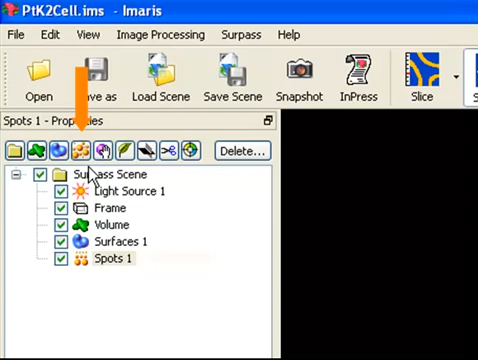 PtK2Cell.ims - Imaris
File Edit View Image Processing Surpass Help
Open Save as Load Scene Save Scene Snapshot InPress Slice
Spots 1 - Properties
Delete...
Surpass Scene
Light Source 1
Frame
Volume
Surfaces 1
Spots 1